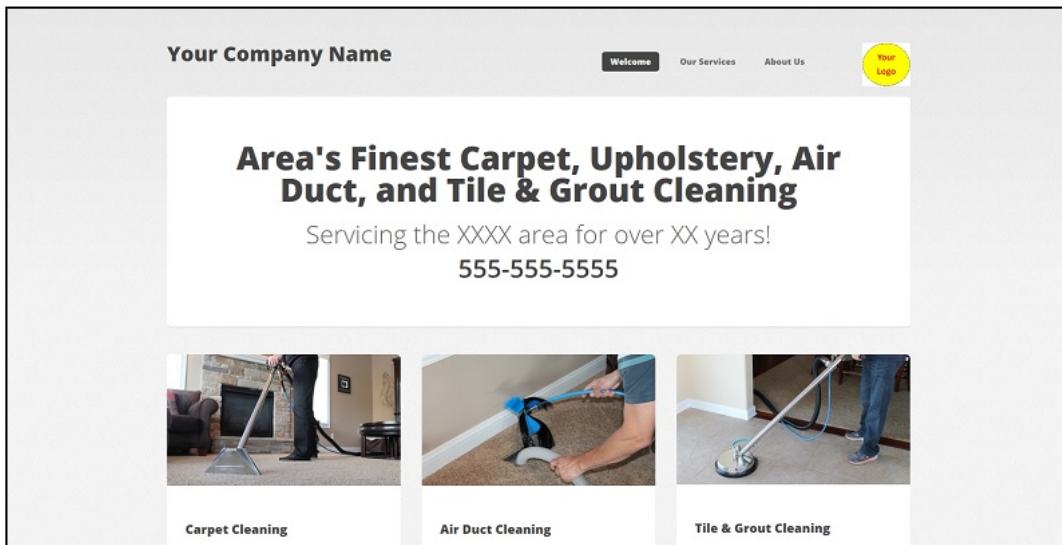 Your Company Name
Welcome
Our Services
About Us
Your
Logo
Area's Finest Carpet, Upholstery, Air
Duct, and Tile & Grout Cleaning
Servicing the XXXX area for over XX years!
555-555-5555
Carpet Cleaning
Air Duct Cleaning
Tile & Grout Cleaning